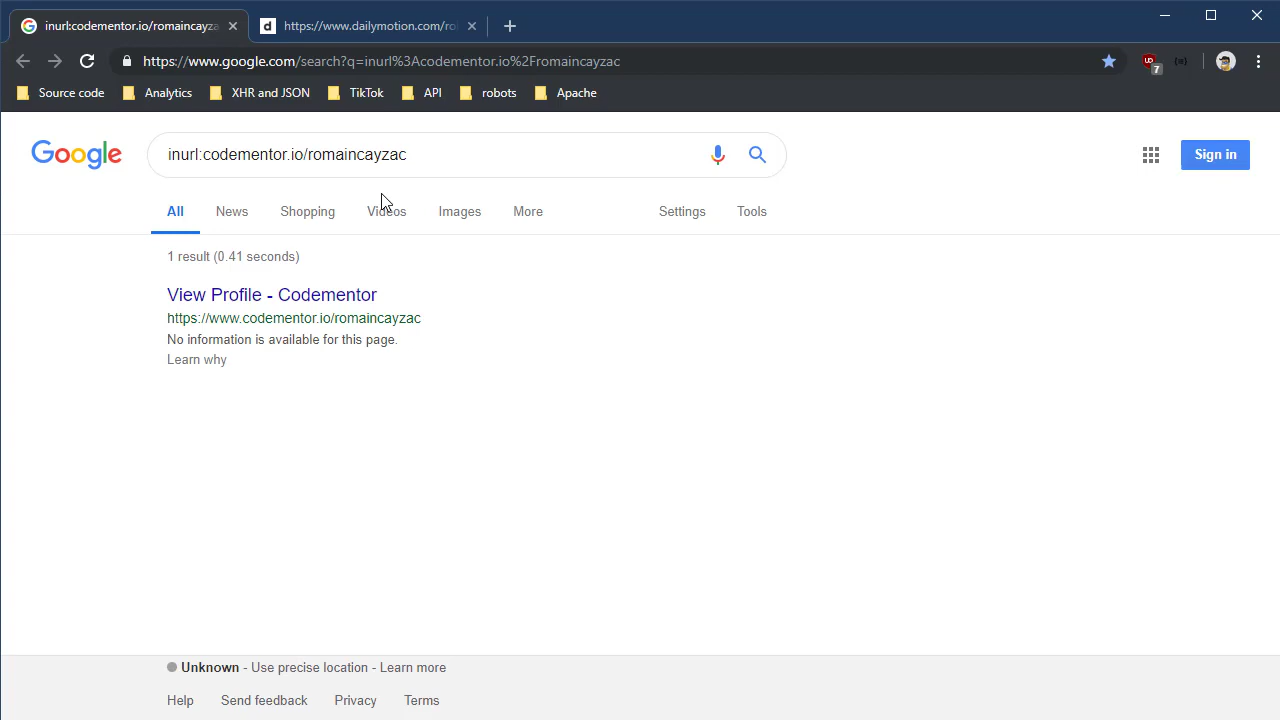 inurl:codementor.io/romaincayza
https://www.dailymotion.com/ro
https://www.google.com/search?q=inurl%3Acodementor.io%2Fromaincayzac
7
Source code
Analytics
XHR and JSON
TikTok
API
robots
Apache
Google
inurl:codementor.io/romaincayzac
Sign in
All
News
Shopping
Videos
Images
More
Settings
Tools
1 result (0.41 seconds)
View Profile - Codementor
https://www.codementor.io/romaincayzac
No information is available for this page.
Learn why
Unknown - Use precise location - Learn more
Help
Send feedback
Privacy
Terms